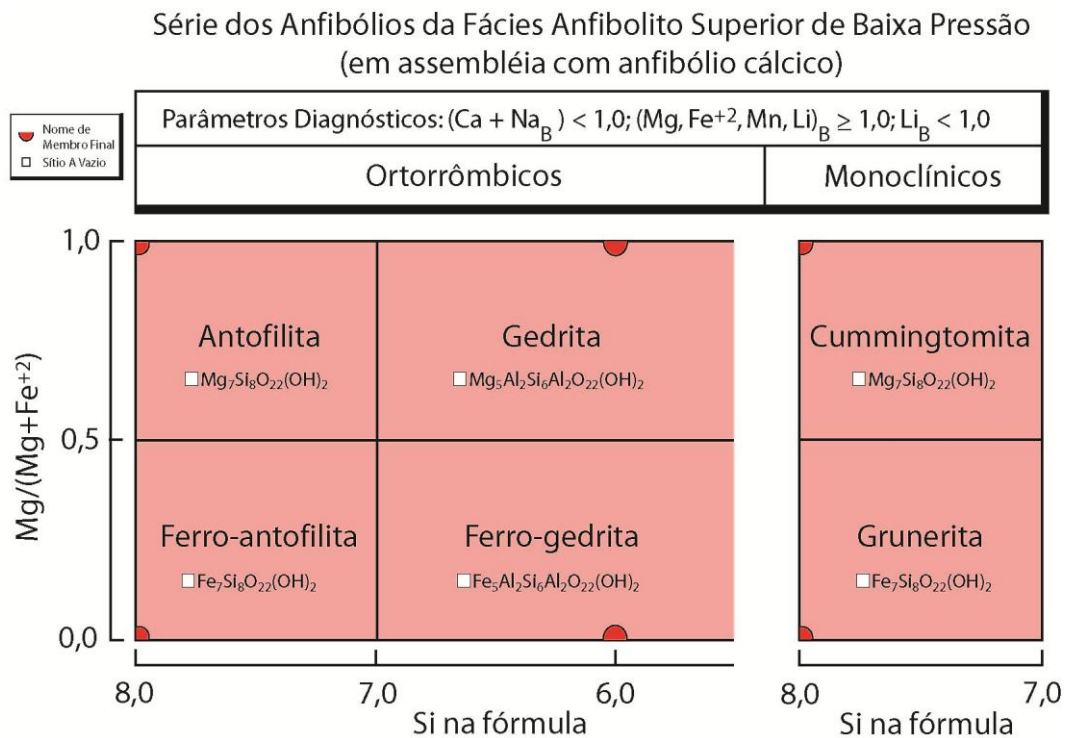 Série dos Anfibólios da Fácies Anfibolito Superior de Baixa Pressão
(em assembléia com anfibólio cálcico)
Nome de
Membro Final
Sítio A Vazio
Parâmetros Diagnósticos: (Ca + Na_B) < 1,0; (Mg, Fe⁺², Mn, Li)_B ≥ 1,0; Li_B < 1,0
Ortorrômbicos
Monoclínicos
Mg/(Mg+Fe⁺²)
1,0
0,5
0,0
Antofilita
□Mg₇Si₈O₂₂(OH)₂
Gedrita
□Mg₅Al₂Si₆Al₂O₂₂(OH)₂
Cummingtomita
□Mg₇Si₈O₂₂(OH)₂
Ferro-antofilita
□Fe₇Si₈O₂₂(OH)₂
Ferro-gedrita
□Fe₅Al₂Si₆Al₂O₂₂(OH)₂
Grunerita
□Fe₇Si₈O₂₂(OH)₂
8,0
7,0
6,0
8,0
7,0
Si na fórmula
Si na fórmula